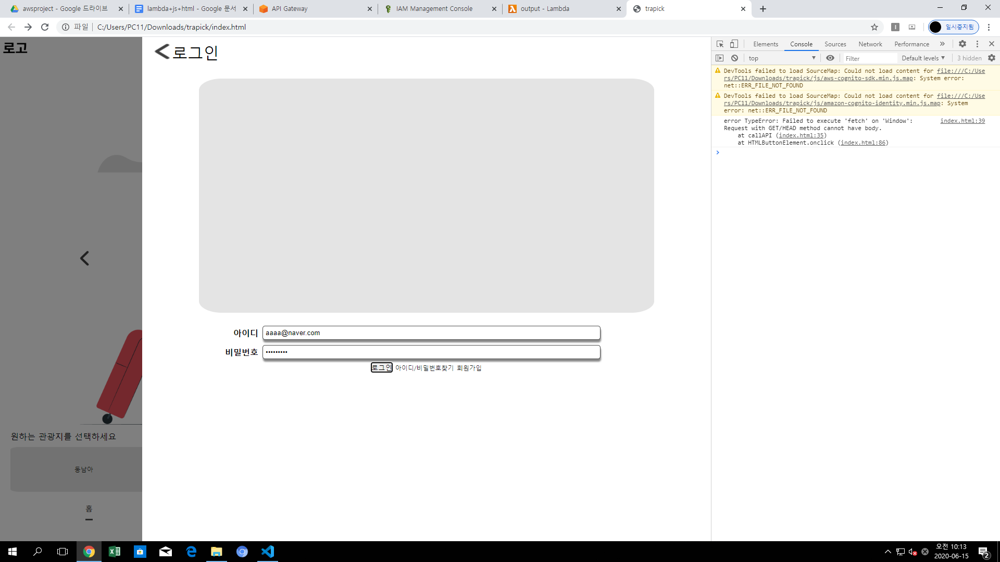 awsproject - Google 드라이브
lambda+js+html - Google 문서
API Gateway
IAM Management Console
output - Lambda
trapick
파일
C:/Users/PC11/Downloads/trapick/index.html
일시중지됨
로고
로그인
Elements
Console
Sources
Network
Performance
top
Filter
Default levels
3 hidden
DevTools failed to load SourceMap: Could not load content for file:///C:/Use
rs/PC11/Downloads/trapick/js/aws-cognito-sdk.min.js.map: System error:
net::ERR_FILE_NOT_FOUND
DevTools failed to load SourceMap: Could not load content for file:///C:/Use
rs/PC11/Downloads/trapick/js/amazon-cognito-identity.min.js.map: System
error: net::ERR_FILE_NOT_FOUND
error TypeError: Failed to execute 'fetch' on 'Window': index.html:39
Request with GET/HEAD method cannot have body.
at callAPI (index.html:35)
at HTMLButtonElement.onclick (index.html:86)
아이디 aaaa@naver.com
비밀번호 •••••••••
로그인 아이디/비밀번호찾기 회원가입
원하는 관광지를 선택하세요
동남아
홈
오전 10:13
2020-06-15
2